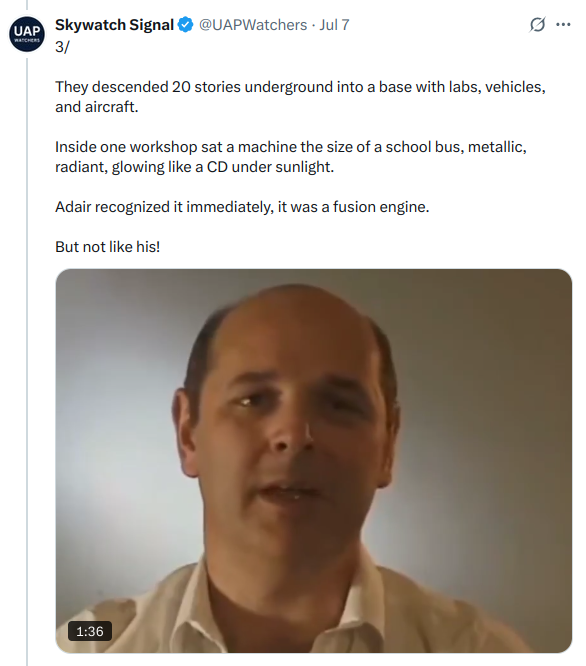 UAP
WATCHERS
Skywatch Signal @UAPWatchers · Jul 7
3/
They descended 20 stories underground into a base with labs, vehicles,
and aircraft.
Inside one workshop sat a machine the size of a school bus, metallic,
radiant, glowing like a CD under sunlight.
Adair recognized it immediately, it was a fusion engine.
But not like his!
1:36